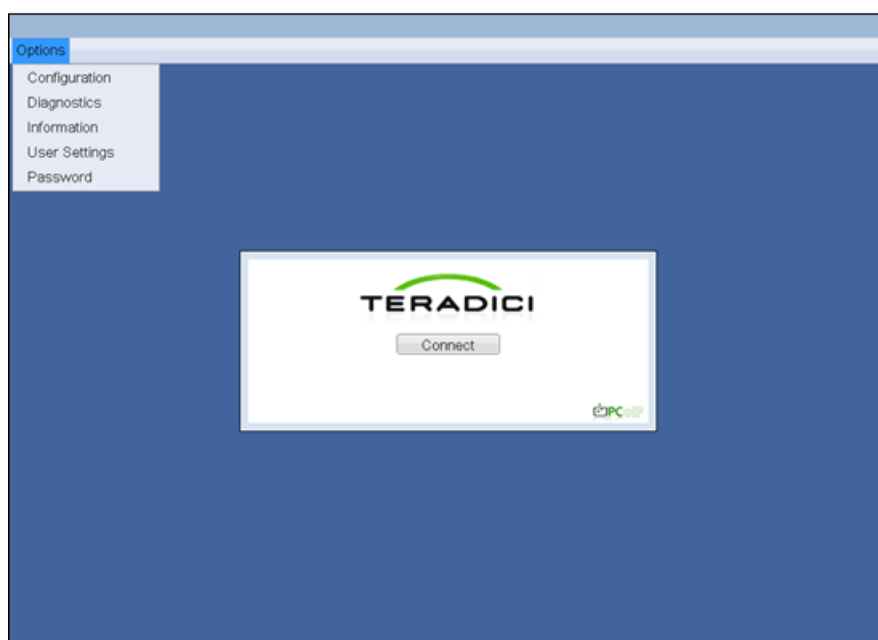 Options
Configuration
Diagnostics
Information
User Settings
Password
TERADICI
Connect
PCoIP